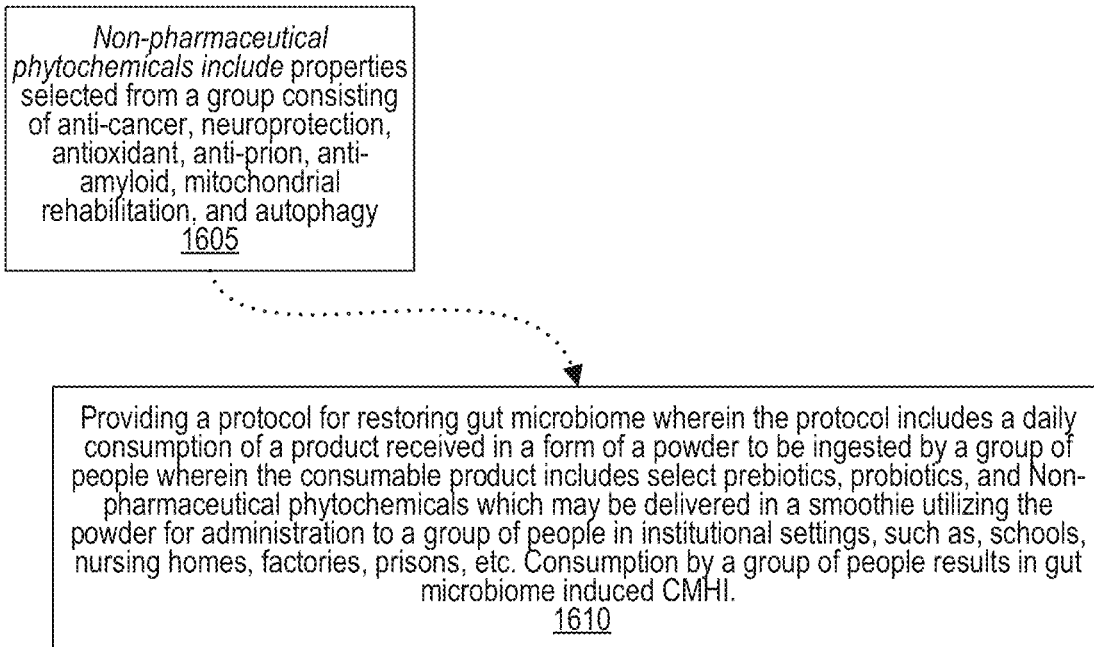 Non-pharmaceutical
phytochemicals include properties
selected from a group consisting
of anti-cancer, neuroprotection,
antioxidant, anti-prion, anti-
amyloid, mitochondrial
rehabilitation, and autophagy
1605
Providing a protocol for restoring gut microbiome wherein the protocol includes a daily
consumption of a product received in a form of a powder to be ingested by a group of
people wherein the consumable product includes select prebiotics, probiotics, and Non-
pharmaceutical phytochemicals which may be delivered in a smoothie utilizing the
powder for administration to a group of people in institutional settings, such as, schools,
nursing homes, factories, prisons, etc. Consumption by a group of people results in gut
microbiome induced CMHI.
1610